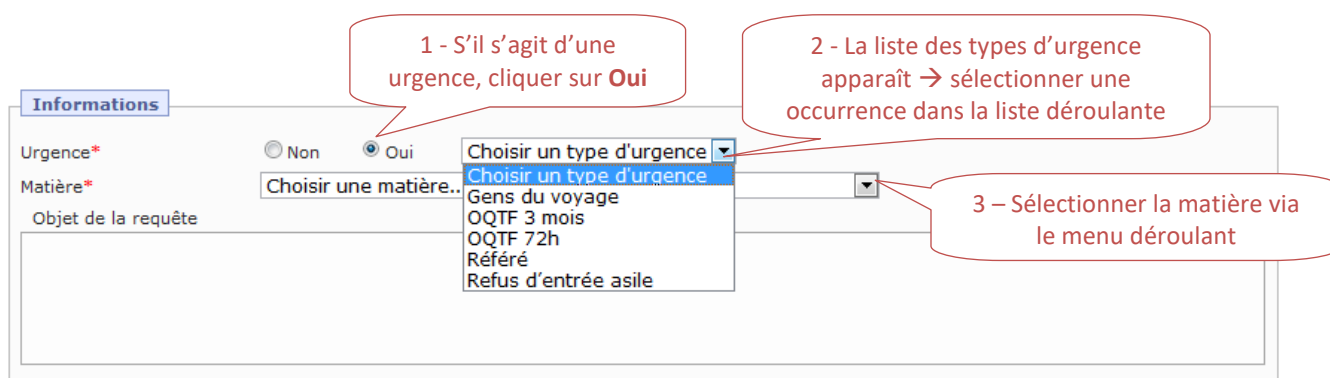 1 - S’il s’agit d’une
urgence, cliquer sur Oui
2 - La liste des types d’urgence
apparaît → sélectionner une
occurrence dans la liste déroulante
Informations
Urgence*
Non
Oui
Choisir un type d'urgence
Choisir un type d'urgence
Gens du voyage
OQTF 3 mois
OQTF 72h
Référé
Refus d’entrée asile
Matière*
Choisir une matière..
3 – Sélectionner la matière via
le menu déroulant
Objet de la requête